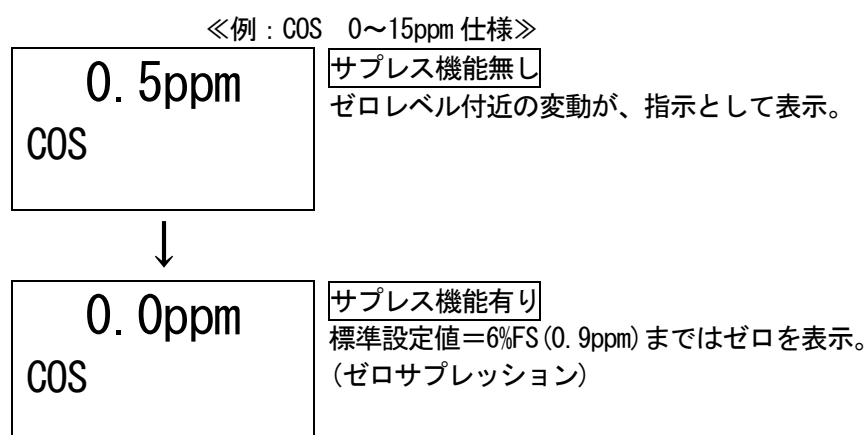 ≪例：COS　0～15ppm 仕様≫
0.5ppm
COS
サプレス機能無し
ゼロレベル付近の変動が、指示として表示。
↓
0.0ppm
COS
サプレス機能有り
標準設定値＝6%FS(0.9ppm)まではゼロを表示。
(ゼロサプレッション)